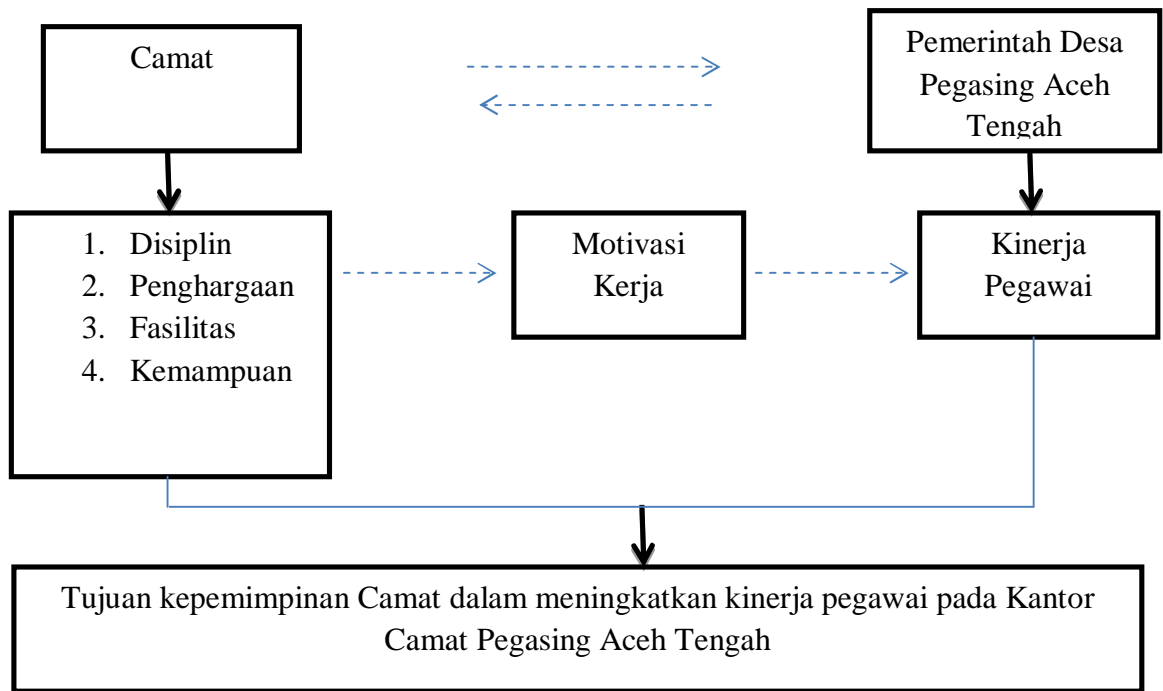 Camat
Pemerintah Desa
Pegasing Aceh
Tengah
1. Disiplin
2. Penghargaan
3. Fasilitas
4. Kemampuan
Motivasi
Kerja
Kinerja
Pegawai
Tujuan kepemimpinan Camat dalam meningkatkan kinerja pegawai pada Kantor
Camat Pegasing Aceh Tengah